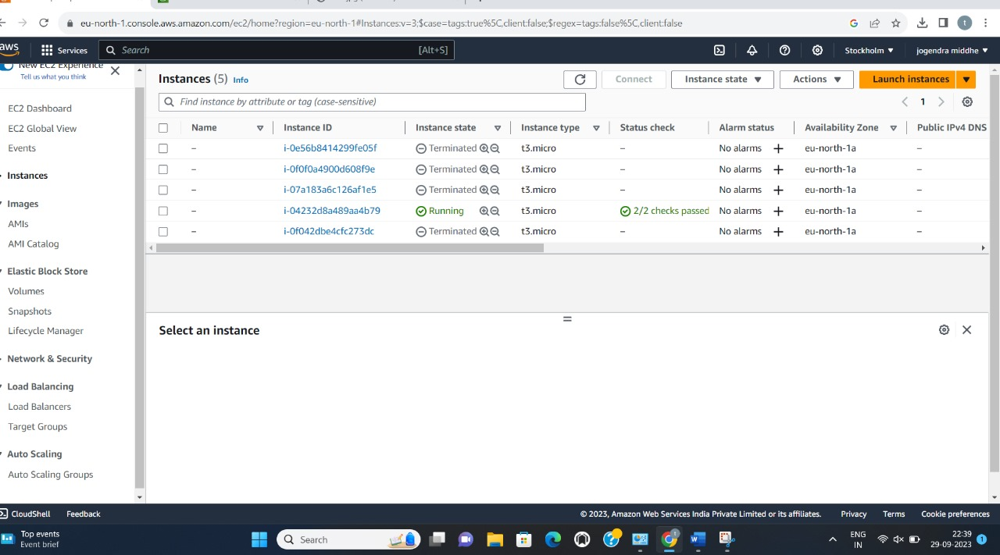 eu-north-1.console.aws.amazon.com/ec2/home?region=eu-north-1#Instances:v=3;$case=tags:true%5C,client:false;$regex=tags:false%5C,client:false
t
aws
Services
Search
[Alt+S]
Stockholm
jogendra middhe
New EC2 Experience
Tell us what you think
EC2 Dashboard
EC2 Global View
Events
Instances
Images
AMIs
AMI Catalog
Elastic Block Store
Volumes
Snapshots
Lifecycle Manager
Network & Security
Load Balancing
Load Balancers
Target Groups
Auto Scaling
Auto Scaling Groups
Instances (5) Info
Connect
Instance state
Actions
Launch instances
Find instance by attribute or tag (case-sensitive)
1
Name Instance ID Instance state Instance type Status check Alarm status Availability Zone Public IPv4 DNS
– i-0e56b8414299fe05f Terminated t3.micro – No alarms + eu-north-1a –
– i-0f0f0a4900d608f9e Terminated t3.micro – No alarms + eu-north-1a –
– i-07a183a6c126af1e5 Terminated t3.micro – No alarms + eu-north-1a –
– i-04232d8a489aa4b79 Running t3.micro 2/2 checks passed No alarms + eu-north-1a –
– i-0f042dbe4cfc273dc Terminated t3.micro – No alarms + eu-north-1a –
Select an instance
CloudShell
Feedback
© 2023, Amazon Web Services India Private Limited or its affiliates.
Privacy
Terms
Cookie preferences
Top events
Event brief
Search
ENG
IN
22:39
29-09-2023
1